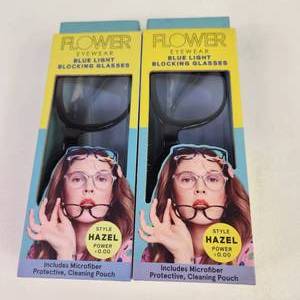 FLOWER
EYEWEAR
BLUE LIGHT
BLOCKING GLASSES
STYLE
HAZEL
POWER
+0.00
Includes Microfiber
Protective, Cleaning Pouch
FLOWER
EYEWEAR
BLUE LIGHT
BLOCKING GLASSES
STYLE
HAZEL
POWER
+0.00
Includes Microfiber
Protective, Cleaning Pouch